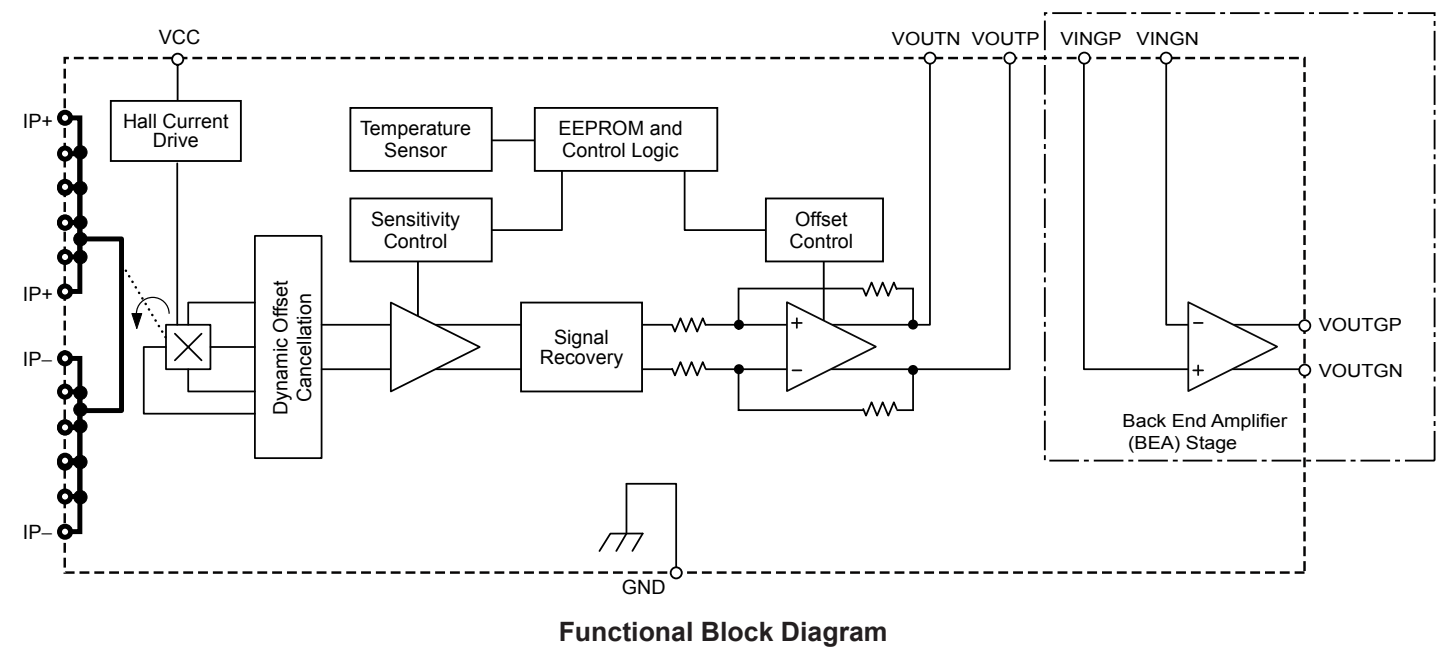 VCC
VOUTN VOUTP VINGP VINGN
IP+
Hall Current
Drive
Temperature
Sensor
EEPROM and
Control Logic
Sensitivity
Control
Offset
Control
IP+
Dynamic Offset
Cancellation
Signal
Recovery
+
–
–
+
VOUTGP
VOUTGN
IP–
Back End Amplifier
(BEA) Stage
IP–
GND
Functional Block Diagram